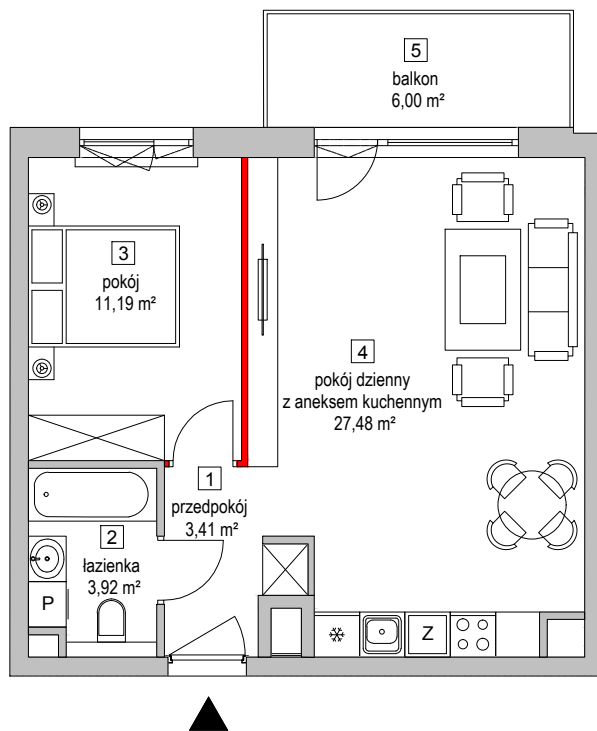 5
balkon
6,00 m²
3
pokój
11,19 m²
4
pokój dzienny
z aneksem kuchennym
27,48 m²
1
przedpokój
3,41 m²
2
łazienka
3,92 m²
P
Z